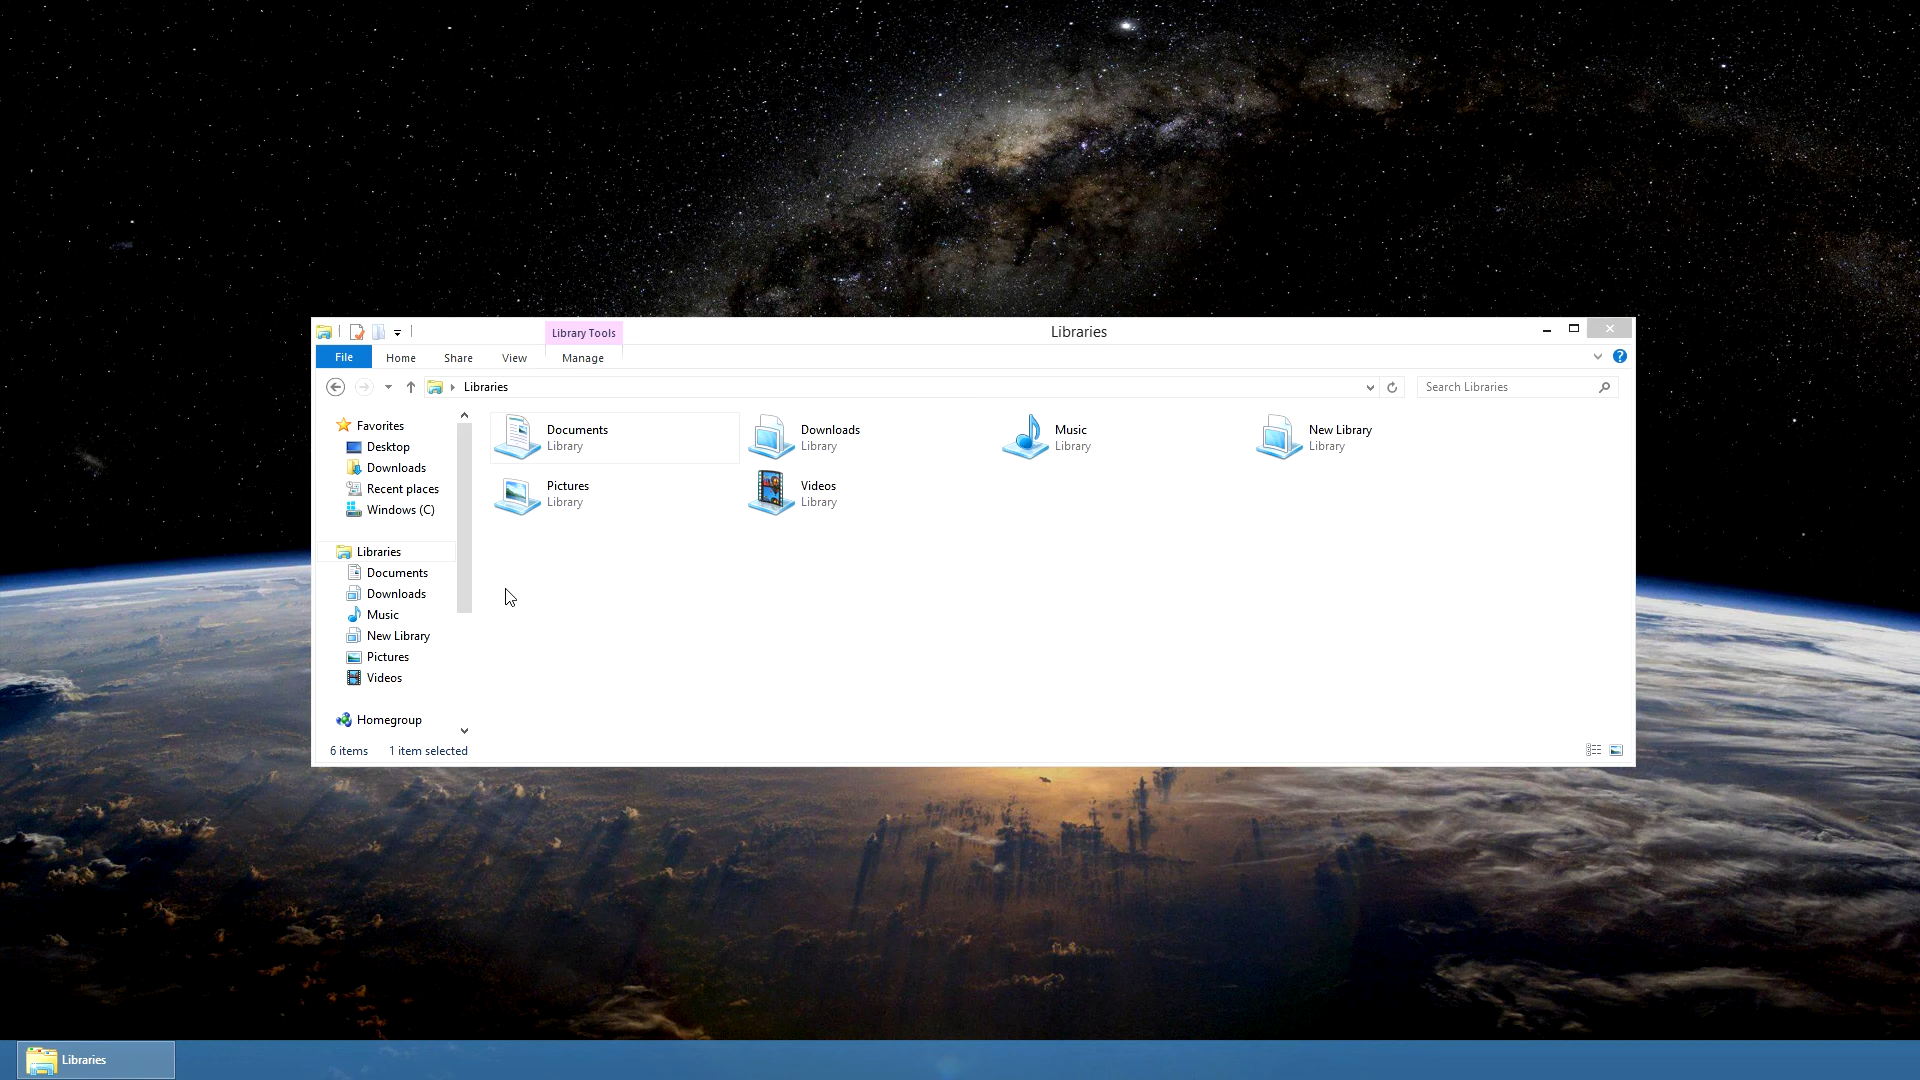 Library Tools
Libraries
File Home Share View Manage
Libraries
Search Libraries
Favorites
Desktop
Downloads
Recent places
Windows (C)
Libraries
Documents
Downloads
Music
New Library
Pictures
Videos
Homegroup
Documents
Library
Downloads
Library
Music
Library
New Library
Library
Pictures
Library
Videos
Library
6 items 1 item selected
Libraries